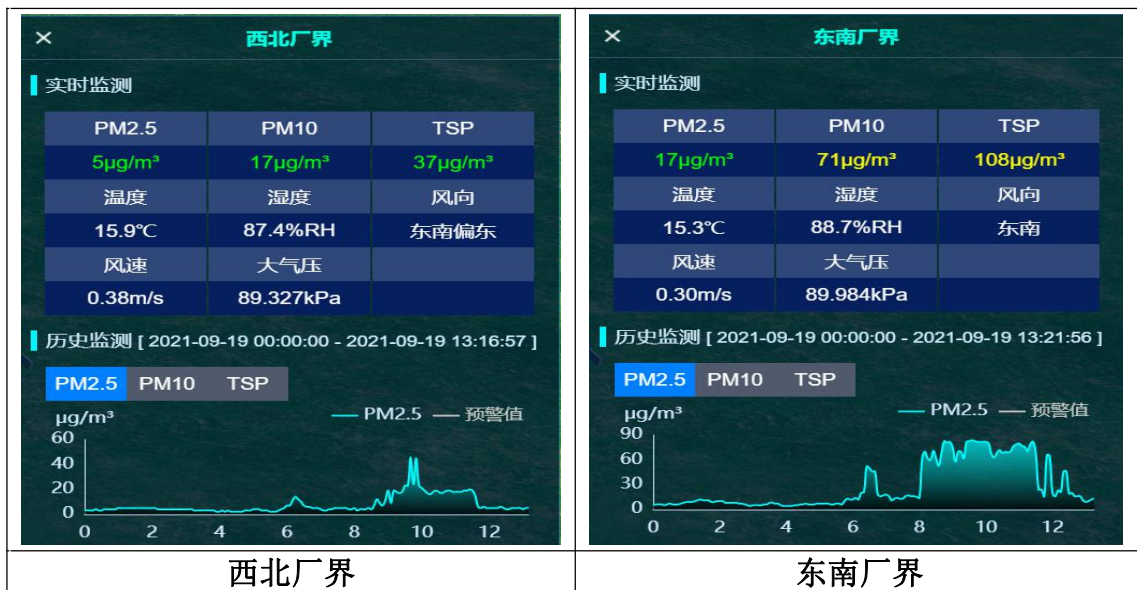 × 西北厂界
实时监测
PM2.5 PM10 TSP
5μg/m³ 17μg/m³ 37μg/m³
温度 湿度 风向
15.9℃ 87.4%RH 东南偏东
风速 大气压
0.38m/s 89.327kPa
历史监测 [ 2021-09-19 00:00:00 - 2021-09-19 13:16:57 ]
PM2.5 PM10 TSP
μg/m³ PM2.5 预警值
60
40
20
0
0 2 4 6 8 10 12
西北厂界
× 东南厂界
实时监测
PM2.5 PM10 TSP
17μg/m³ 71μg/m³ 108μg/m³
温度 湿度 风向
15.3℃ 88.7%RH 东南
风速 大气压
0.30m/s 89.984kPa
历史监测 [ 2021-09-19 00:00:00 - 2021-09-19 13:21:56 ]
PM2.5 PM10 TSP
μg/m³ PM2.5 预警值
90
60
30
0
0 2 4 6 8 10 12
东南厂界